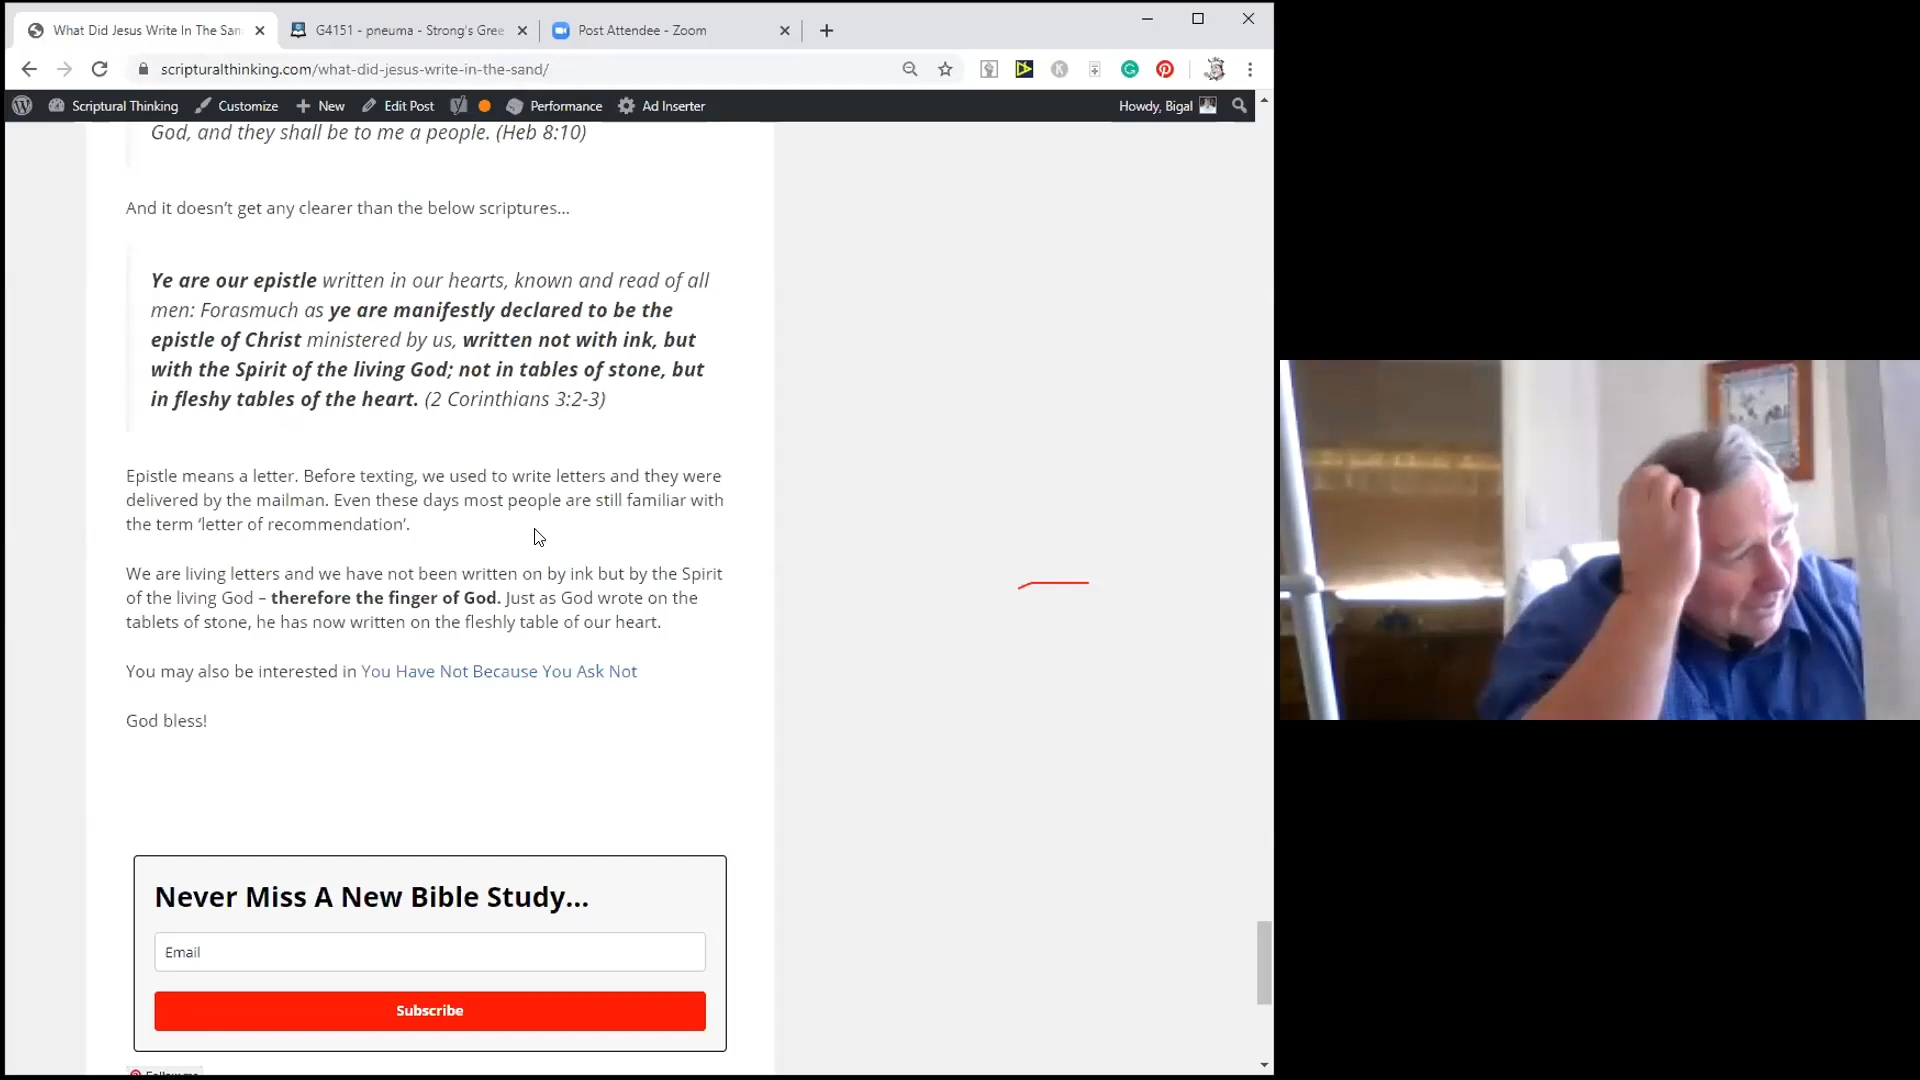 What Did Jesus Write In The San
G4151 - pneuma - Strong's Gree
Post Attendee - Zoom
scripturalthinking.com/what-did-jesus-write-in-the-sand/
Scriptural Thinking
Customize
New
Edit Post
Performance
Ad Inserter
Howdy, Bigal
God, and they shall be to me a people. (Heb 8:10)
And it doesn’t get any clearer than the below scriptures…
Ye are our epistle written in our hearts, known and read of all
men: Forasmuch as ye are manifestly declared to be the
epistle of Christ ministered by us, written not with ink, but
with the Spirit of the living God; not in tables of stone, but
in fleshy tables of the heart. (2 Corinthians 3:2-3)
Epistle means a letter. Before texting, we used to write letters and they were
delivered by the mailman. Even these days most people are still familiar with
the term ‘letter of recommendation’.
We are living letters and we have not been written on by ink but by the Spirit
of the living God – therefore the finger of God. Just as God wrote on the
tablets of stone, he has now written on the fleshly table of our heart.
You may also be interested in You Have Not Because You Ask Not
God bless!
Never Miss A New Bible Study...
Email
Subscribe